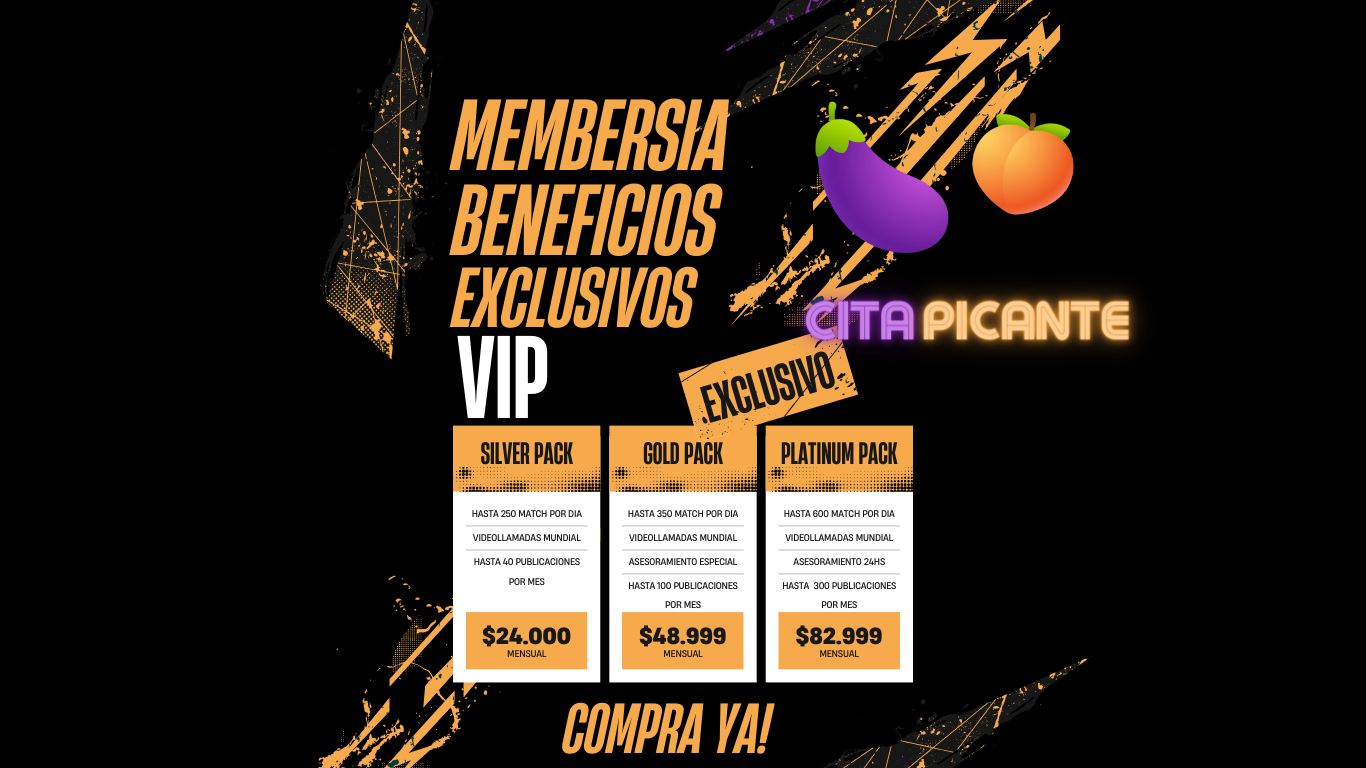 MEMBERSIA
BENEFICIOS
EXCLUSIVOS
VIP
CITA PICANTE
EXCLUSIVO
SILVER PACK
HASTA 250 MATCH POR DIA
VIDEOLLAMADAS MUNDIAL
HASTA 40 PUBLICACIONES
POR MES
$24.000
MENSUAL
GOLD PACK
HASTA 350 MATCH POR DIA
VIDEOLLAMADAS MUNDIAL
ASESORAMIENTO ESPECIAL
HASTA 100 PUBLICACIONES
POR MES
$48.999
MENSUAL
PLATINUM PACK
HASTA 600 MATCH POR DIA
VIDEOLLAMADAS MUNDIAL
ASESORAMIENTO 24HS
HASTA 300 PUBLICACIONES
POR MES
$82.999
MENSUAL
COMPRA YA!